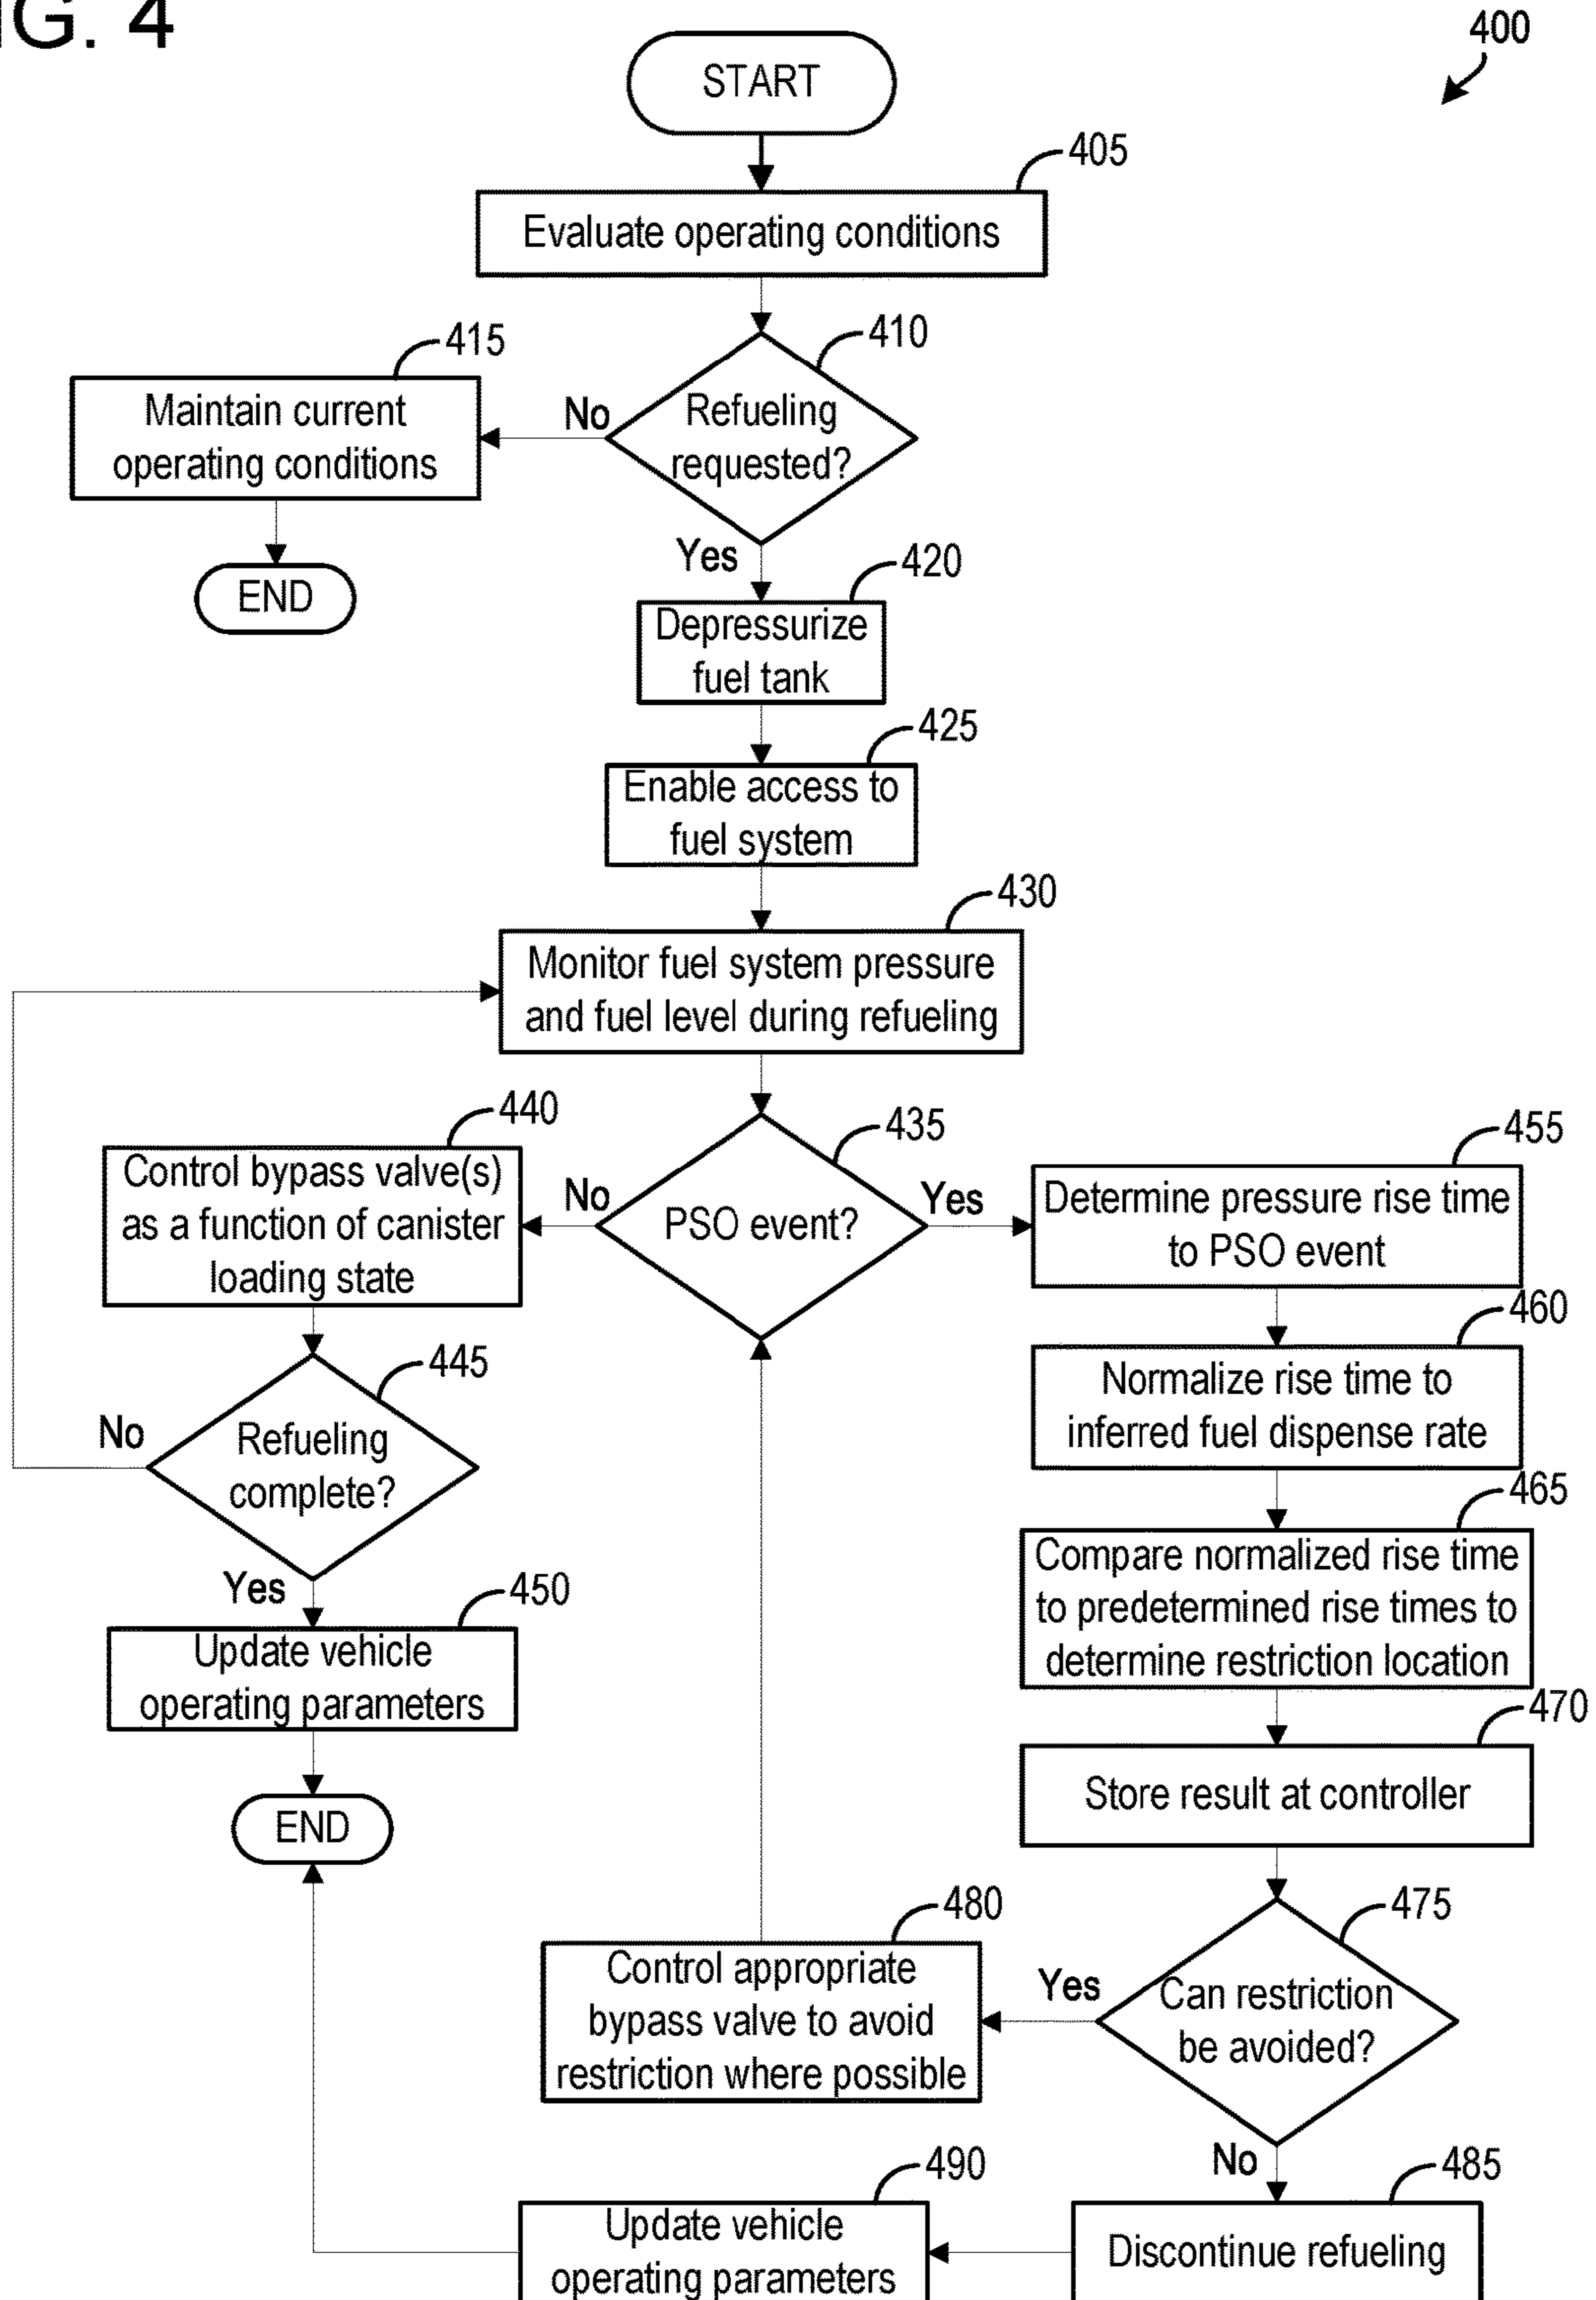 IG. 4
400
START
405
Evaluate operating conditions
410
415
Refueling
requested?
No
Maintain current
operating conditions
END
Yes
420
Depressurize
fuel tank
425
Enable access to
fuel system
430
Monitor fuel system pressure
and fuel level during refueling
435
PSO event?
No
Yes
440
Control bypass valve(s)
as a function of canister
loading state
445
Refueling
complete?
No
Yes
450
Update vehicle
operating parameters
END
455
Determine pressure rise time
to PSO event
460
Normalize rise time to
inferred fuel dispense rate
465
Compare normalized rise time
to predetermined rise times to
determine restriction location
470
Store result at controller
475
Can restriction
be avoided?
Yes
480
Control appropriate
bypass valve to avoid
restriction where possible
No
485
Discontinue refueling
490
Update vehicle
operating parameters